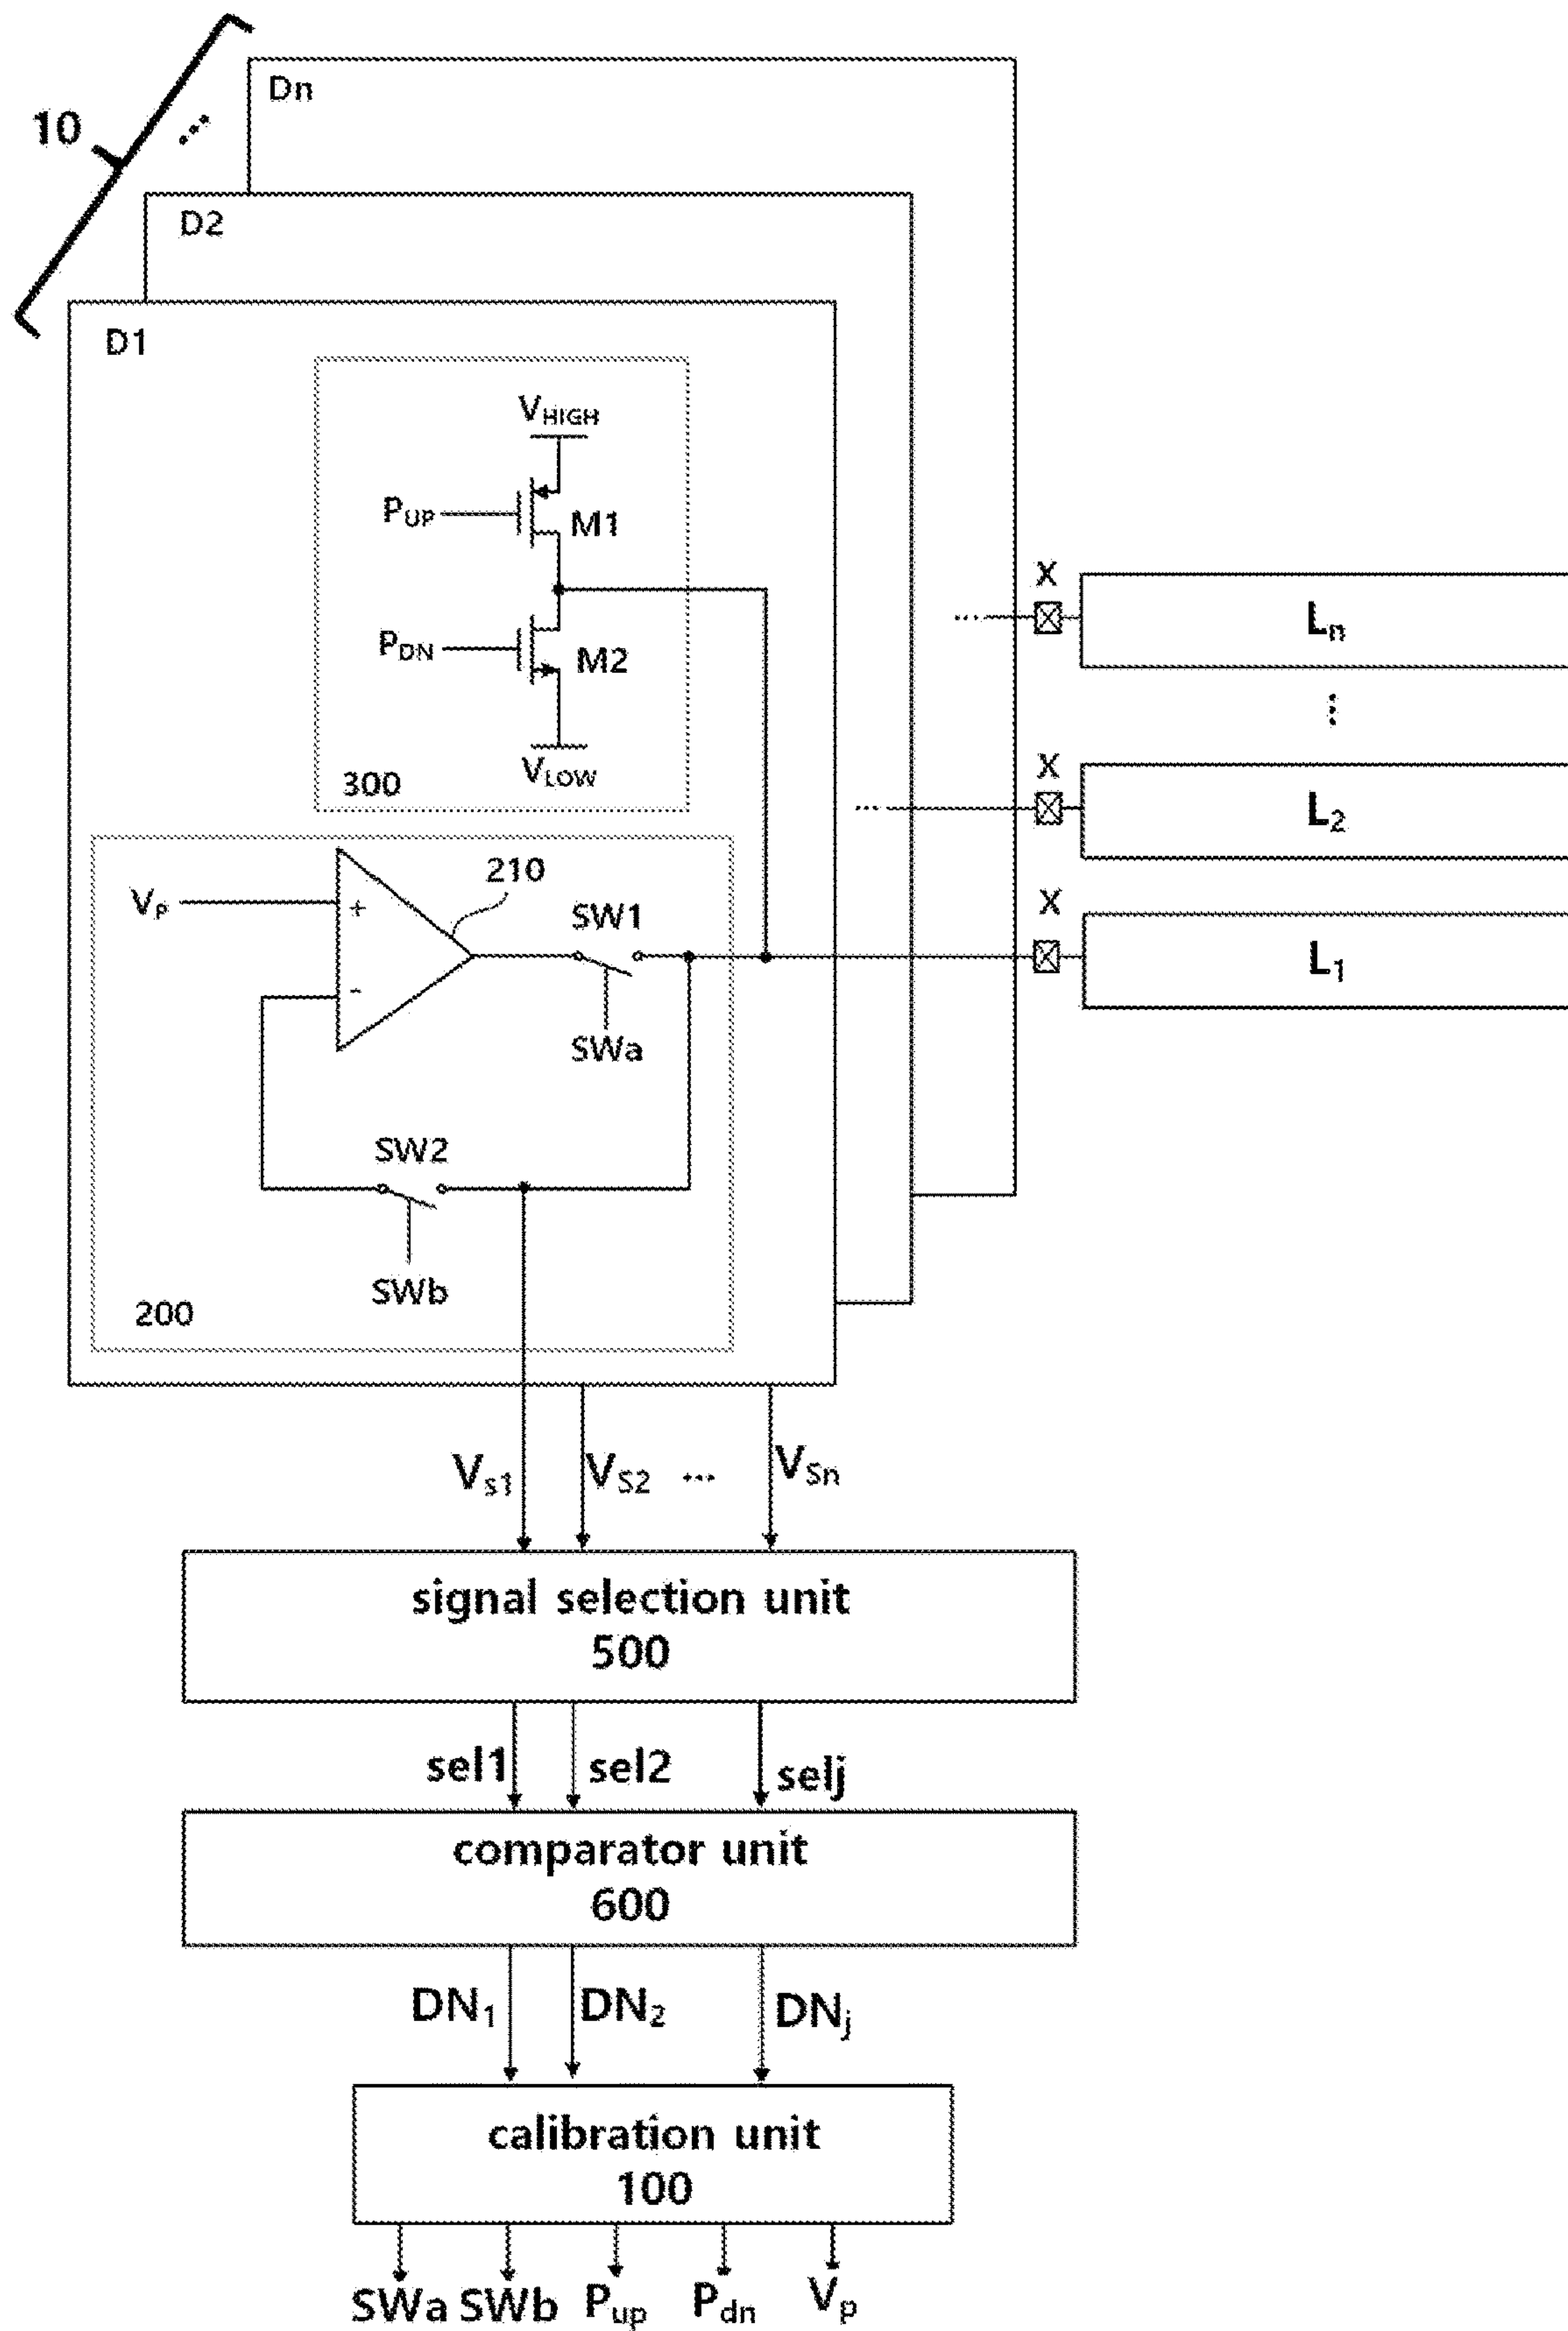 10
...
Dn
D2
D1
VHIGH
PUP
M1
PDN
M2
VLOW
300
X
Ln
⋮
X
... L2
X
L1
VP
+
-
210
SW1
SWa
SW2
SWb
200
...
Vs1
VS2
...
VSn
signal selection unit
500
sel1
sel2
selj
comparator unit
600
DN1
DN2
DNj
calibration unit
100
SWa SWb Pup Pdn Vp